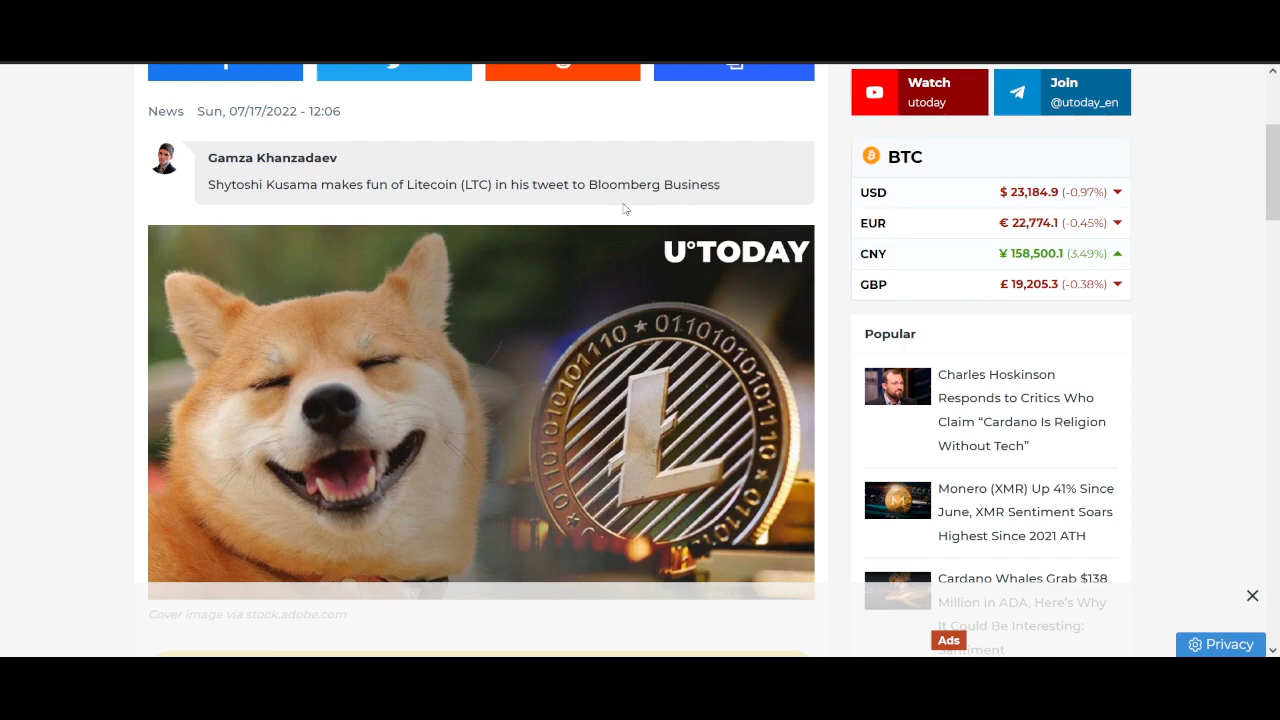 News Sun, 07/17/2022 - 12:06
Gamza Khanzadaev
Shytoshi Kusama makes fun of Litecoin (LTC) in his tweet to Bloomberg Business
U°TODAY
01101010101110 ★ 01101010101110 ★
Cover image via stock.adobe.com
Watch
utoday
Join
@utoday_en
BTC
USD $ 23,184.9 (-0.97%)
EUR € 22,774.1 (-0.45%)
CNY ¥ 158,500.1 (3.49%)
GBP £ 19,205.3 (-0.38%)
Popular
Charles Hoskinson
Responds to Critics Who
Claim “Cardano Is Religion
Without Tech”
Monero (XMR) Up 41% Since
June, XMR Sentiment Soars
Highest Since 2021 ATH
Cardano Whales Grab $138
Million in ADA, Here’s Why
It Could Be Interesting:
Santiment
Ads
Privacy